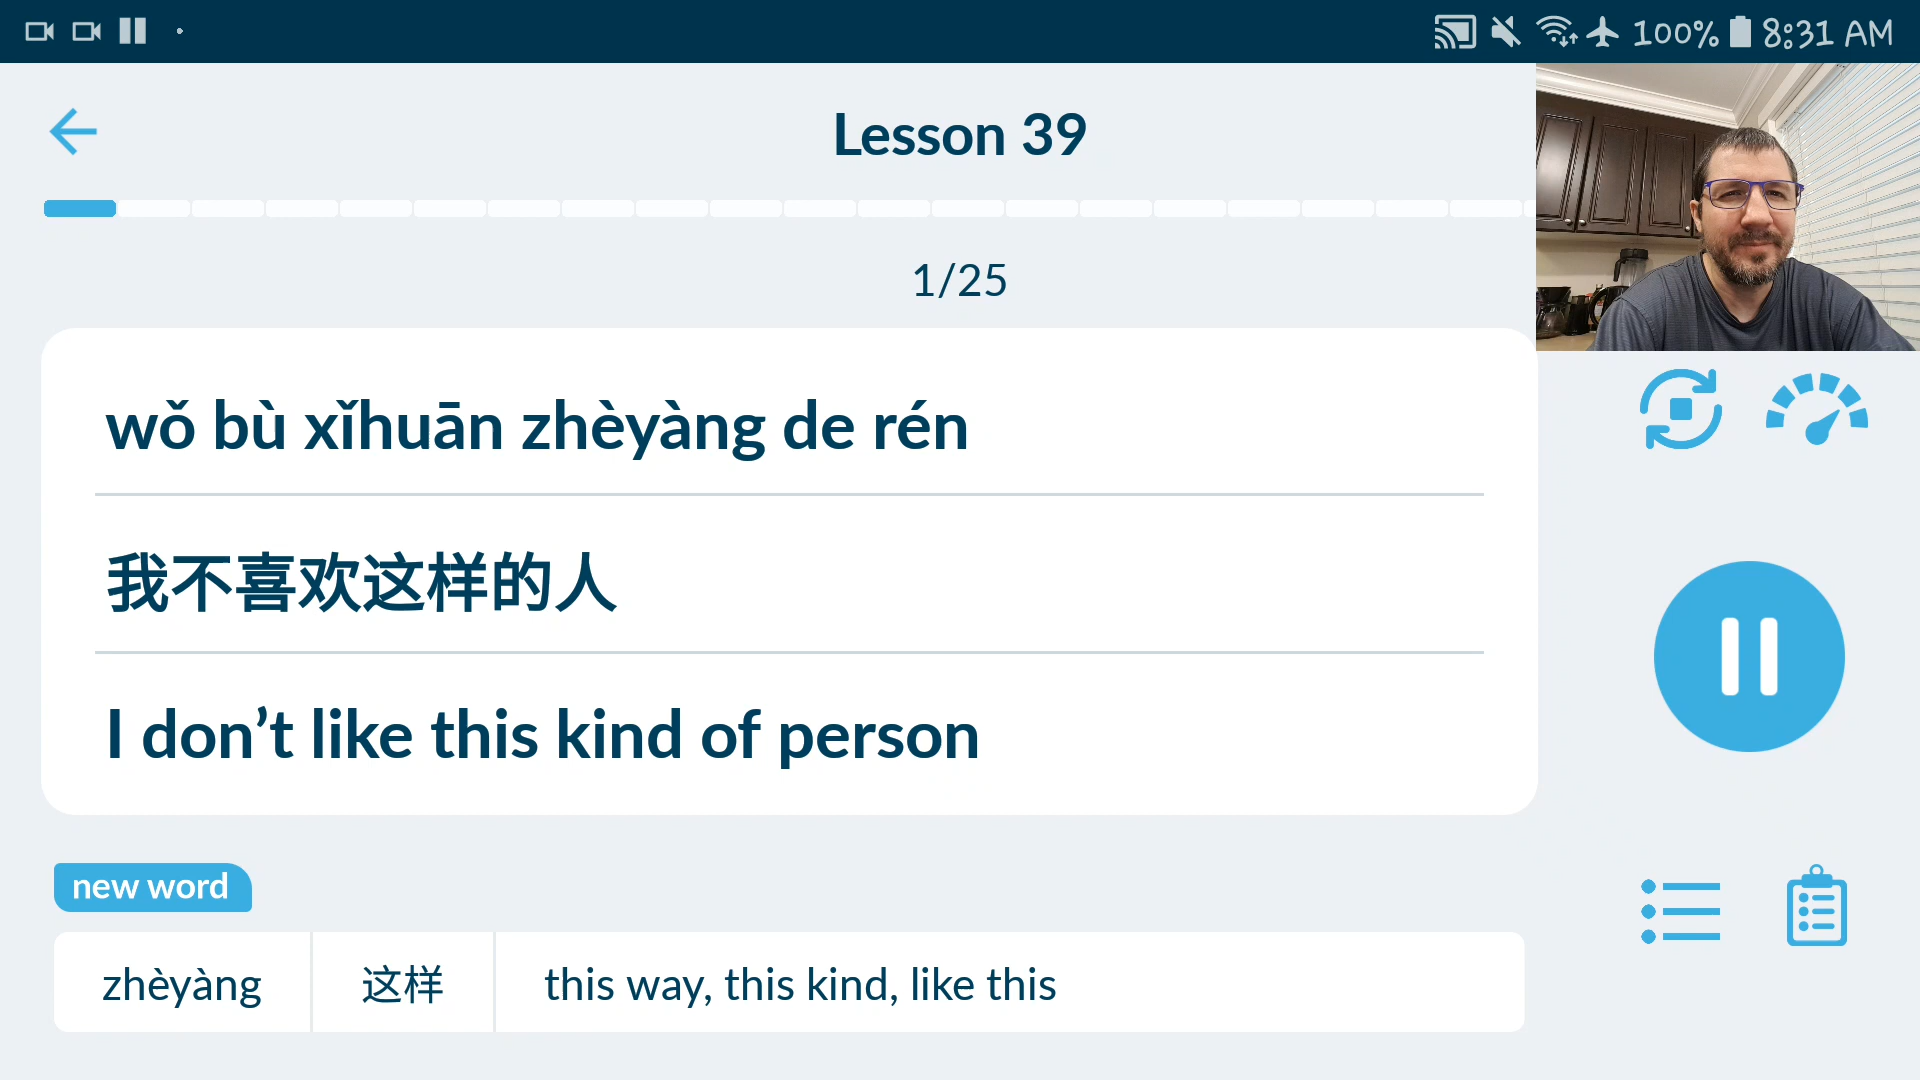 100% 8:31 AM
Lesson 39
1/25
wǒ bù xǐhuān zhèyàng de rén
我不喜欢这样的人
I don’t like this kind of person
new word
zhèyàng 这样 this way, this kind, like this